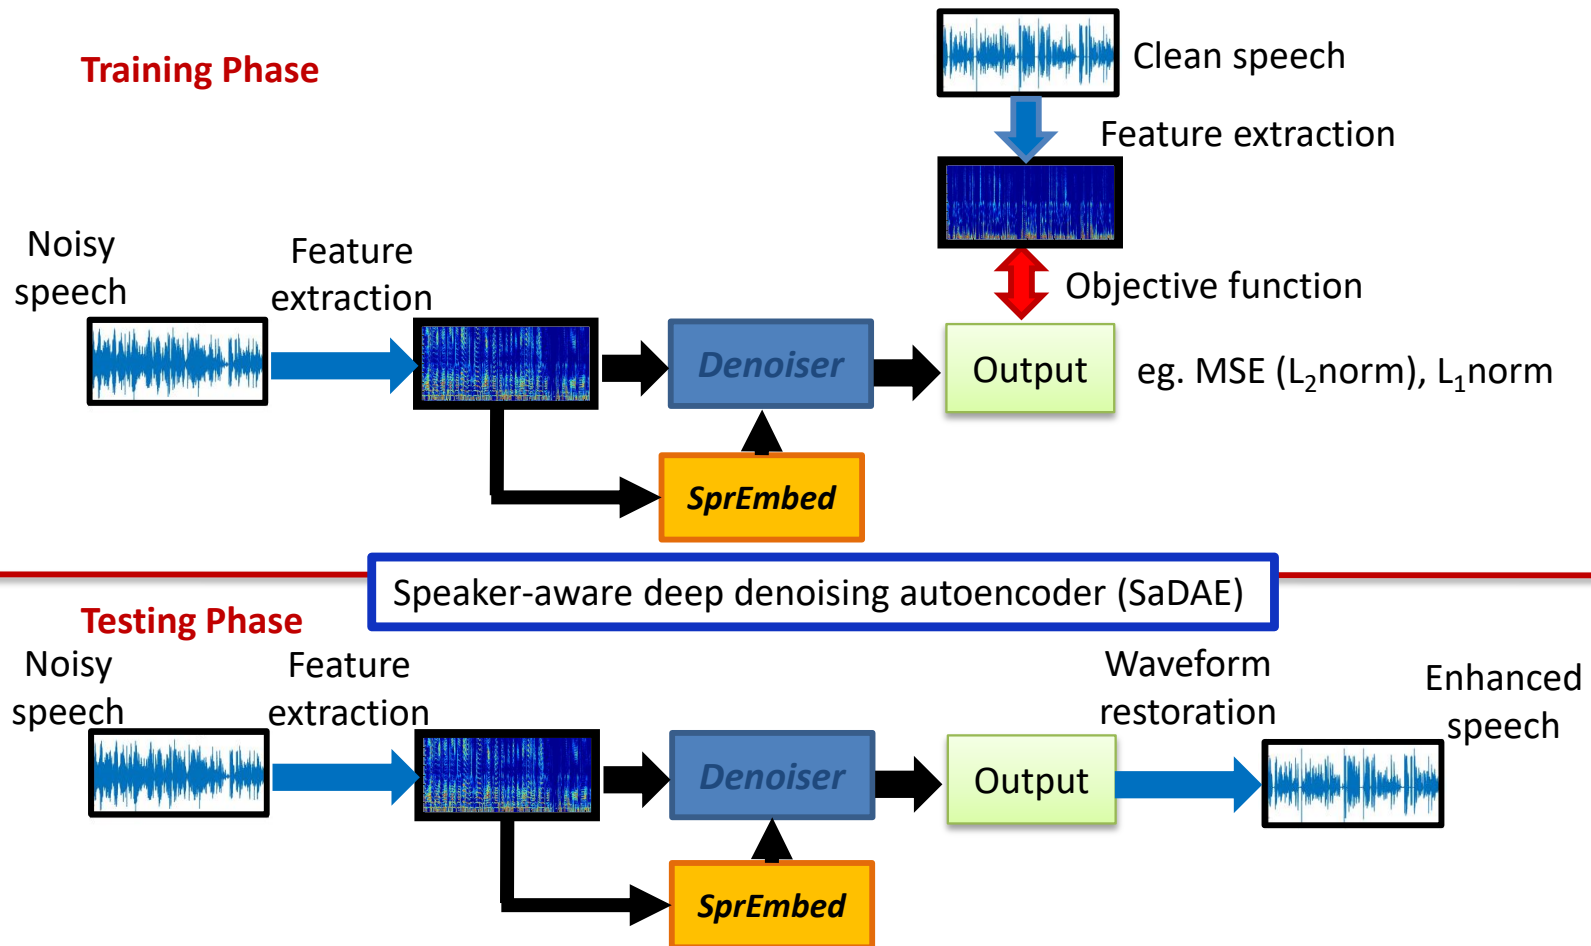 Training Phase
Clean speech
Feature extraction
Noisy
speech
Feature
extraction
Objective function
Denoiser
Output
eg. MSE (L₂norm), L₁norm
SprEmbed
Speaker-aware deep denoising autoencoder (SaDAE)
Testing Phase
Noisy
speech
Feature
extraction
Waveform
restoration
Enhanced
speech
Denoiser
Output
SprEmbed